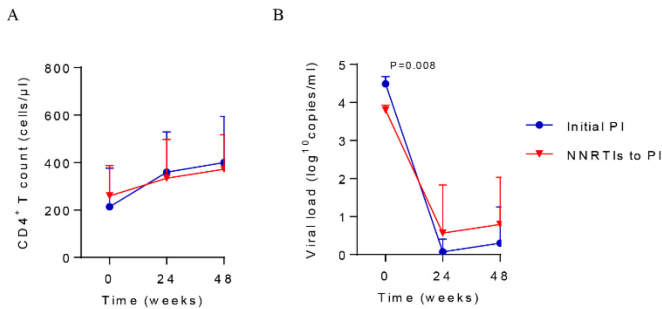 A
B
CD4⁺ T count (cells/μl)
800
600
400
200
0
0
24
48
Time (weeks)
Viral load (log¹⁰copies/ml)
5
4
3
2
1
0
P=0.008
0
24
48
Time (weeks)
Initial PI
NNRTIs to PI